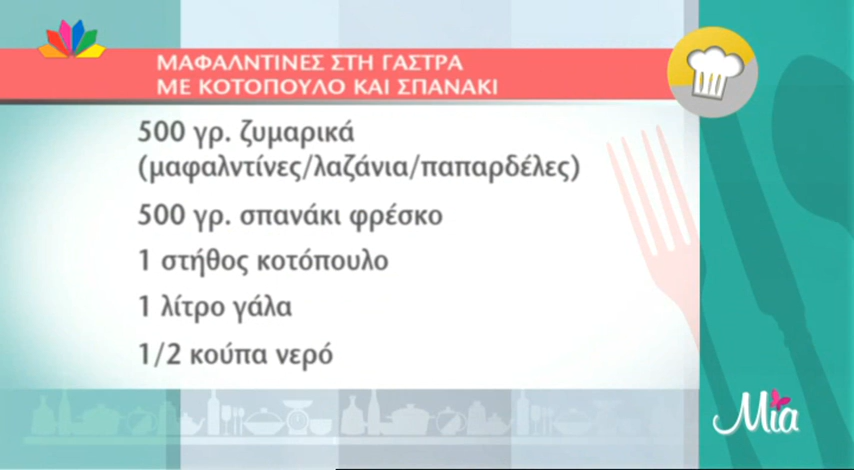 ΜΑΦΑΛΝΤΙΝΕΣ ΣΤΗ ΓΑΣΤΡΑ
ΜΕ ΚΟΤΟΠΟΥΛΟ ΚΑΙ ΣΠΑΝΑΚΙ
500 γρ. ζυμαρικά
(μαφαλντίνες/λαζάνια/παπαρδέλες)
500 γρ. σπανάκι φρέσκο
1 στήθος κοτόπουλο
1 λίτρο γάλα
1/2 κούπα νερό
Μία